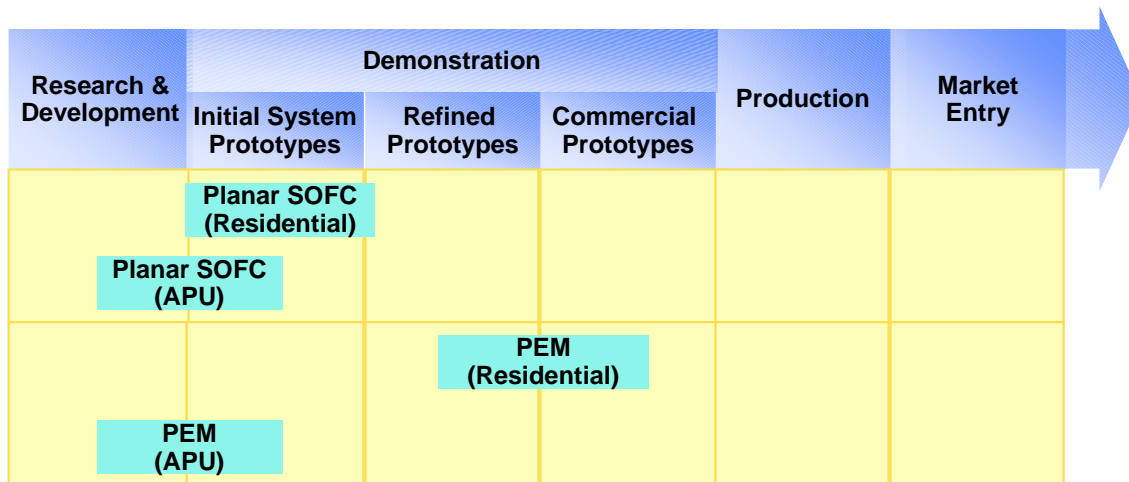 Research &
Development
Demonstration
Initial System
Prototypes
Refined
Prototypes
Commercial
Prototypes
Production
Market
Entry
Planar SOFC
(Residential)
Planar SOFC
(APU)
PEM
(Residential)
PEM
(APU)